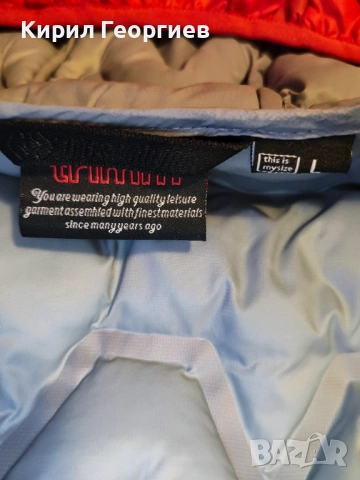 Кирил Георгиев
this is
mysize
L
You are wearing high quality leisure
garment assembled with finest materials
since many years ago
BAZAR